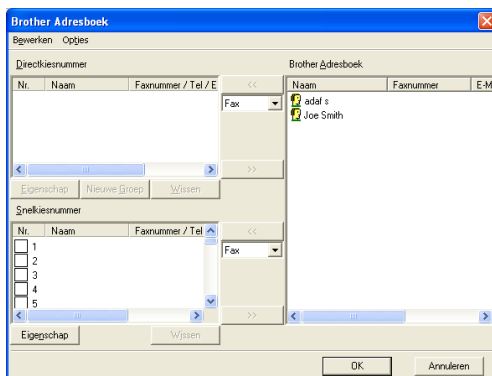 Brother Adresboek
Bewerken Opties
Directkiesnummer
Nr. Naam Faxnummer / Tel / E
<<
Fax
>>
Eigenschap Nieuwe Groep Wissen
Snelkiesnummer
Nr. Naam Faxnummer / Tel
1
2
3
4
5
<<
Fax
>>
Eigenschap Wissen
Brother Adresboek
Naam Faxnummer E-M
adaf s
Joe Smith
OK Annuleren